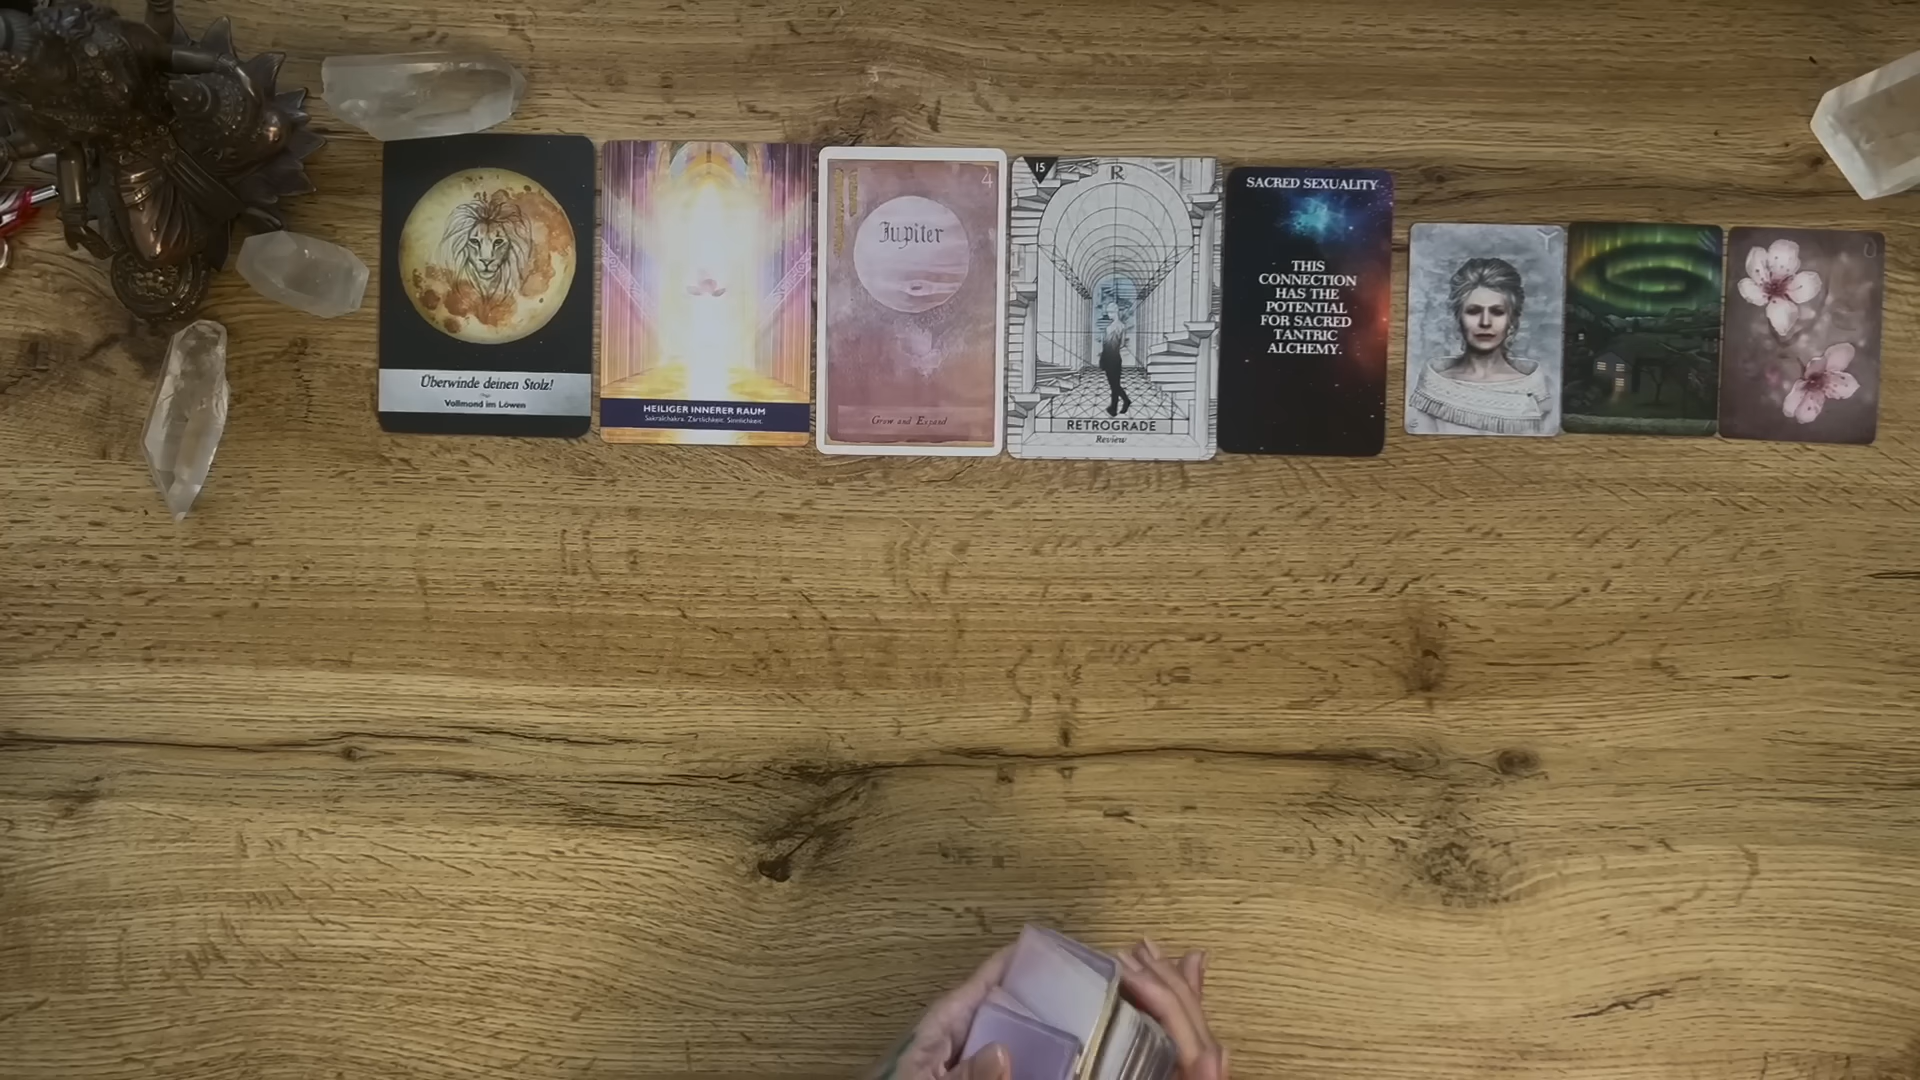 Überwinde deinen Stolz!
Vollmond im Löwen
HEILIGER INNERER RAUM
Sakralchakra. Zärtlichkeit. Sinnlichkeit.
Jupiter
Grow and Expand
15
R
RETROGRADE
Review
SACRED SEXUALITY
THIS
CONNECTION
HAS THE
POTENTIAL
FOR SACRED
TANTRIC
ALCHEMY.